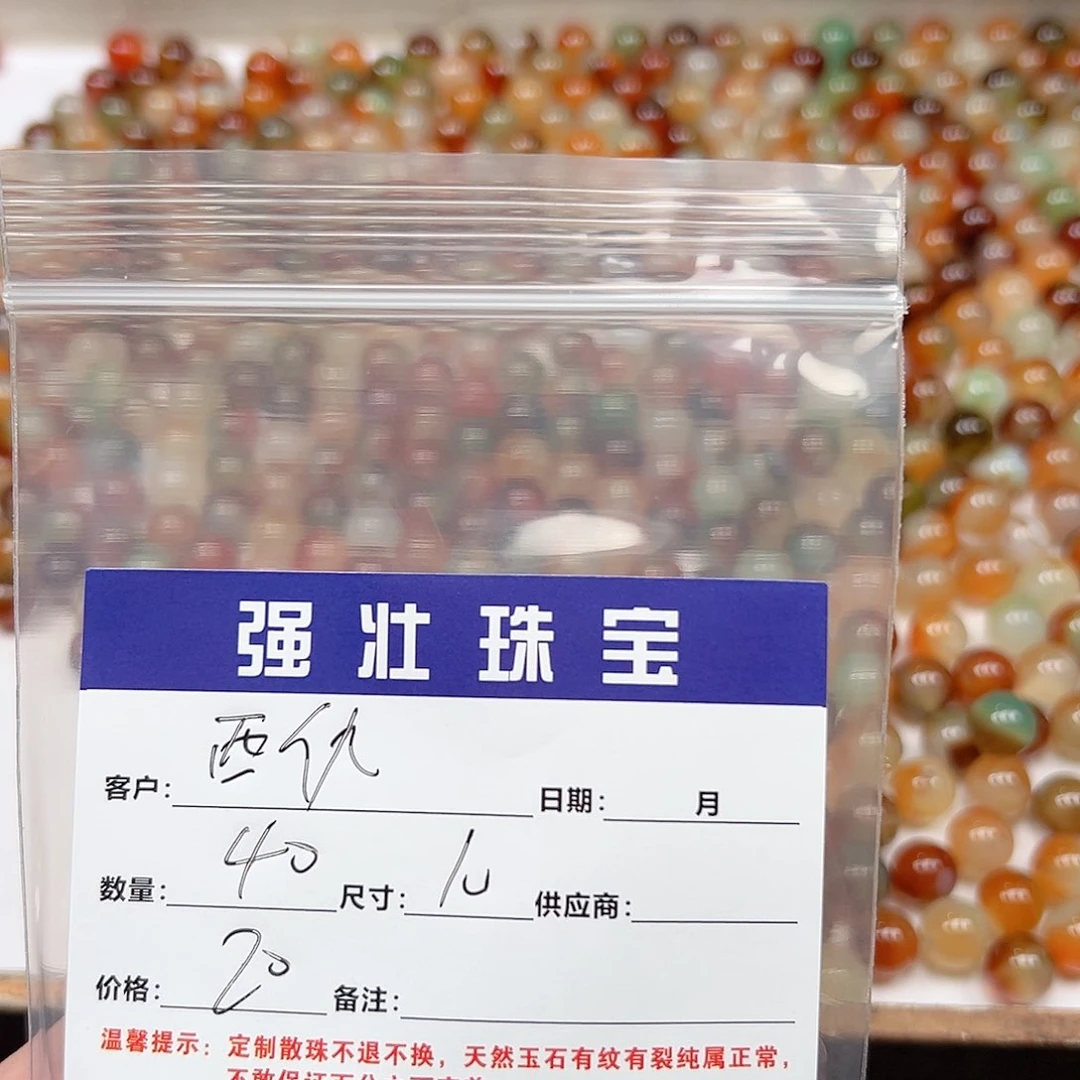 强壮珠宝
客户: 西仇 日期: 月
数量: 40 尺寸: 10 供应商:
价格: 20 备注:
温馨提示: 定制散珠不退不换, 天然玉石有纹有裂纯属正常,